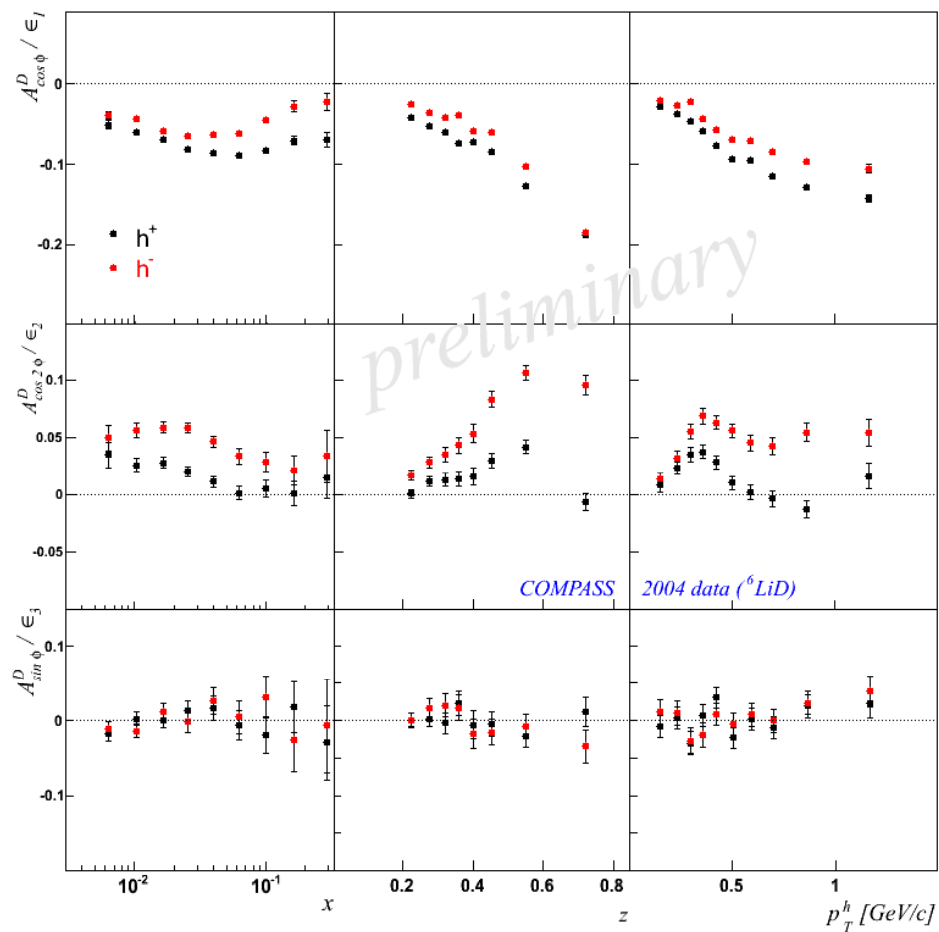 A^D_{cos ϕ} / ϵ_1
0
-0.1
-0.2
h^+
h^-
preliminary
A^D_{cos 2 ϕ} / ϵ_2
0.1
0.05
0
-0.05
COMPASS 2004 data (^6LiD)
A^D_{sin ϕ} / ϵ_3
0.1
0
-0.1
10^{-2} 10^{-1} 0.2 0.4 0.6 0.8 0.5 1
x z p_T^h [GeV/c]